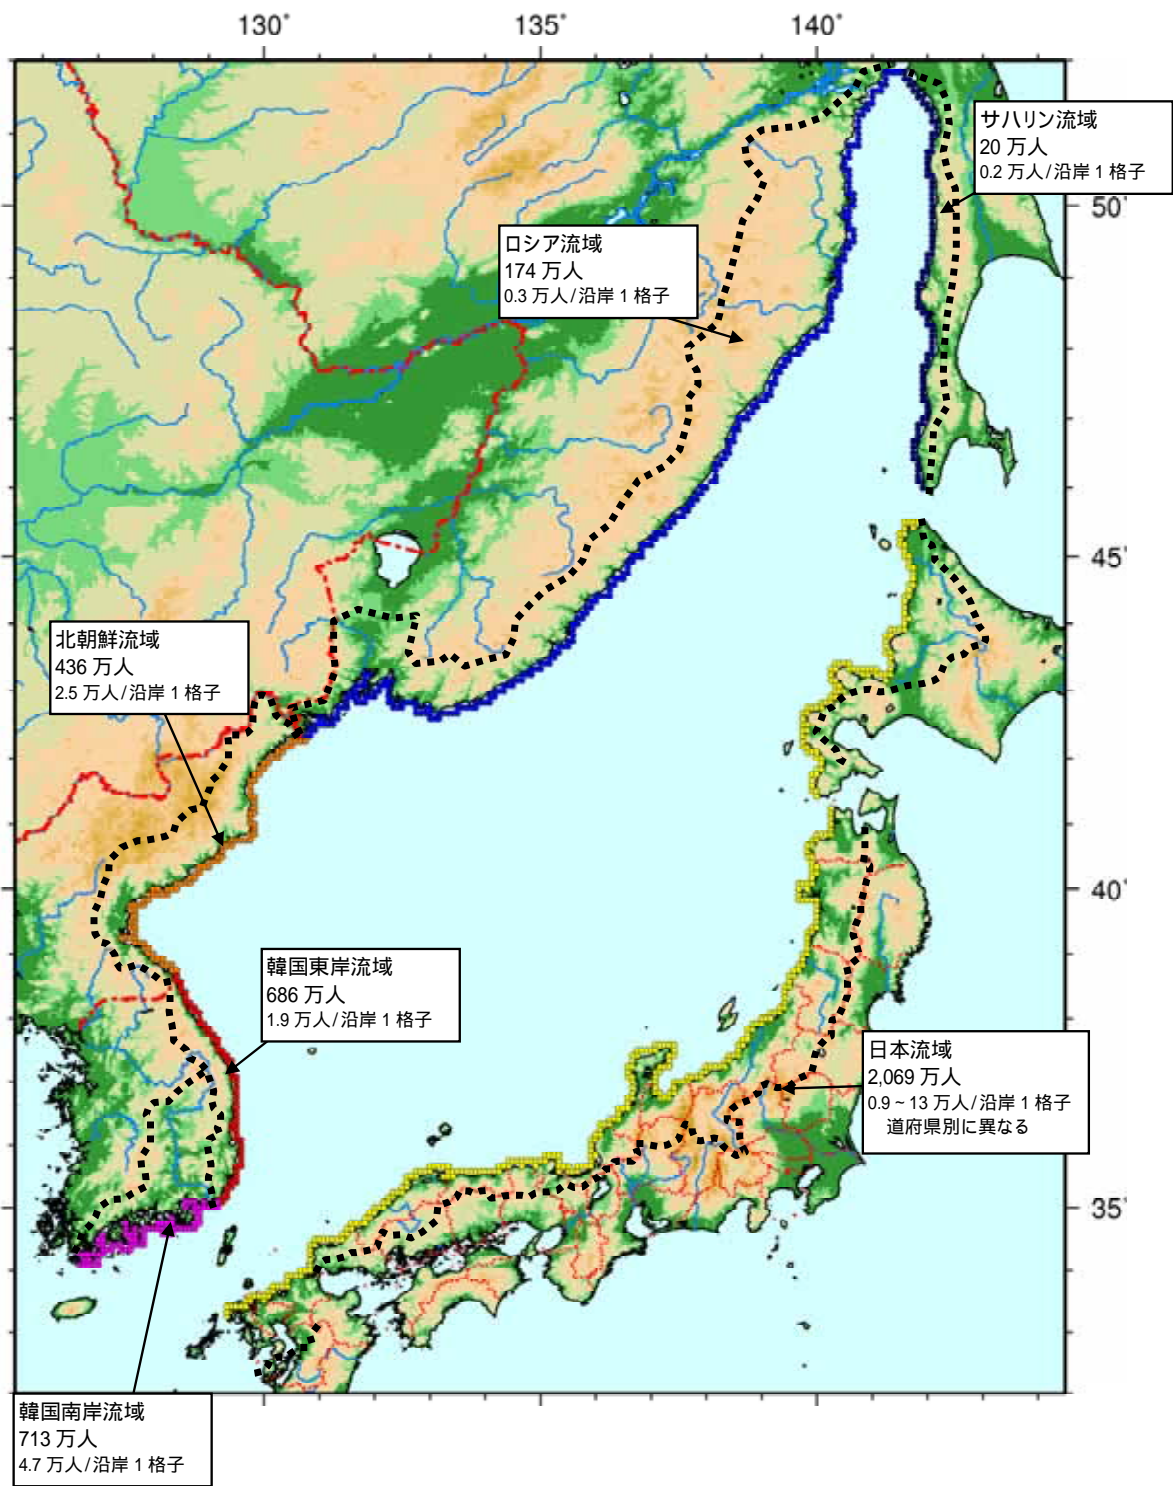 130°
135°
140°
サハリン流域
20 万人
0.2 万人/沿岸 1 格子
50°
ロシア流域
174 万人
0.3 万人/沿岸 1 格子
45°
北朝鮮流域
436 万人
2.5 万人/沿岸 1 格子
40°
韓国東岸流域
686 万人
1.9 万人/沿岸 1 格子
日本流域
2,069 万人
0.9 ~ 13 万人/沿岸 1 格子
道府県別に異なる
35°
韓国南岸流域
713 万人
4.7 万人/沿岸 1 格子